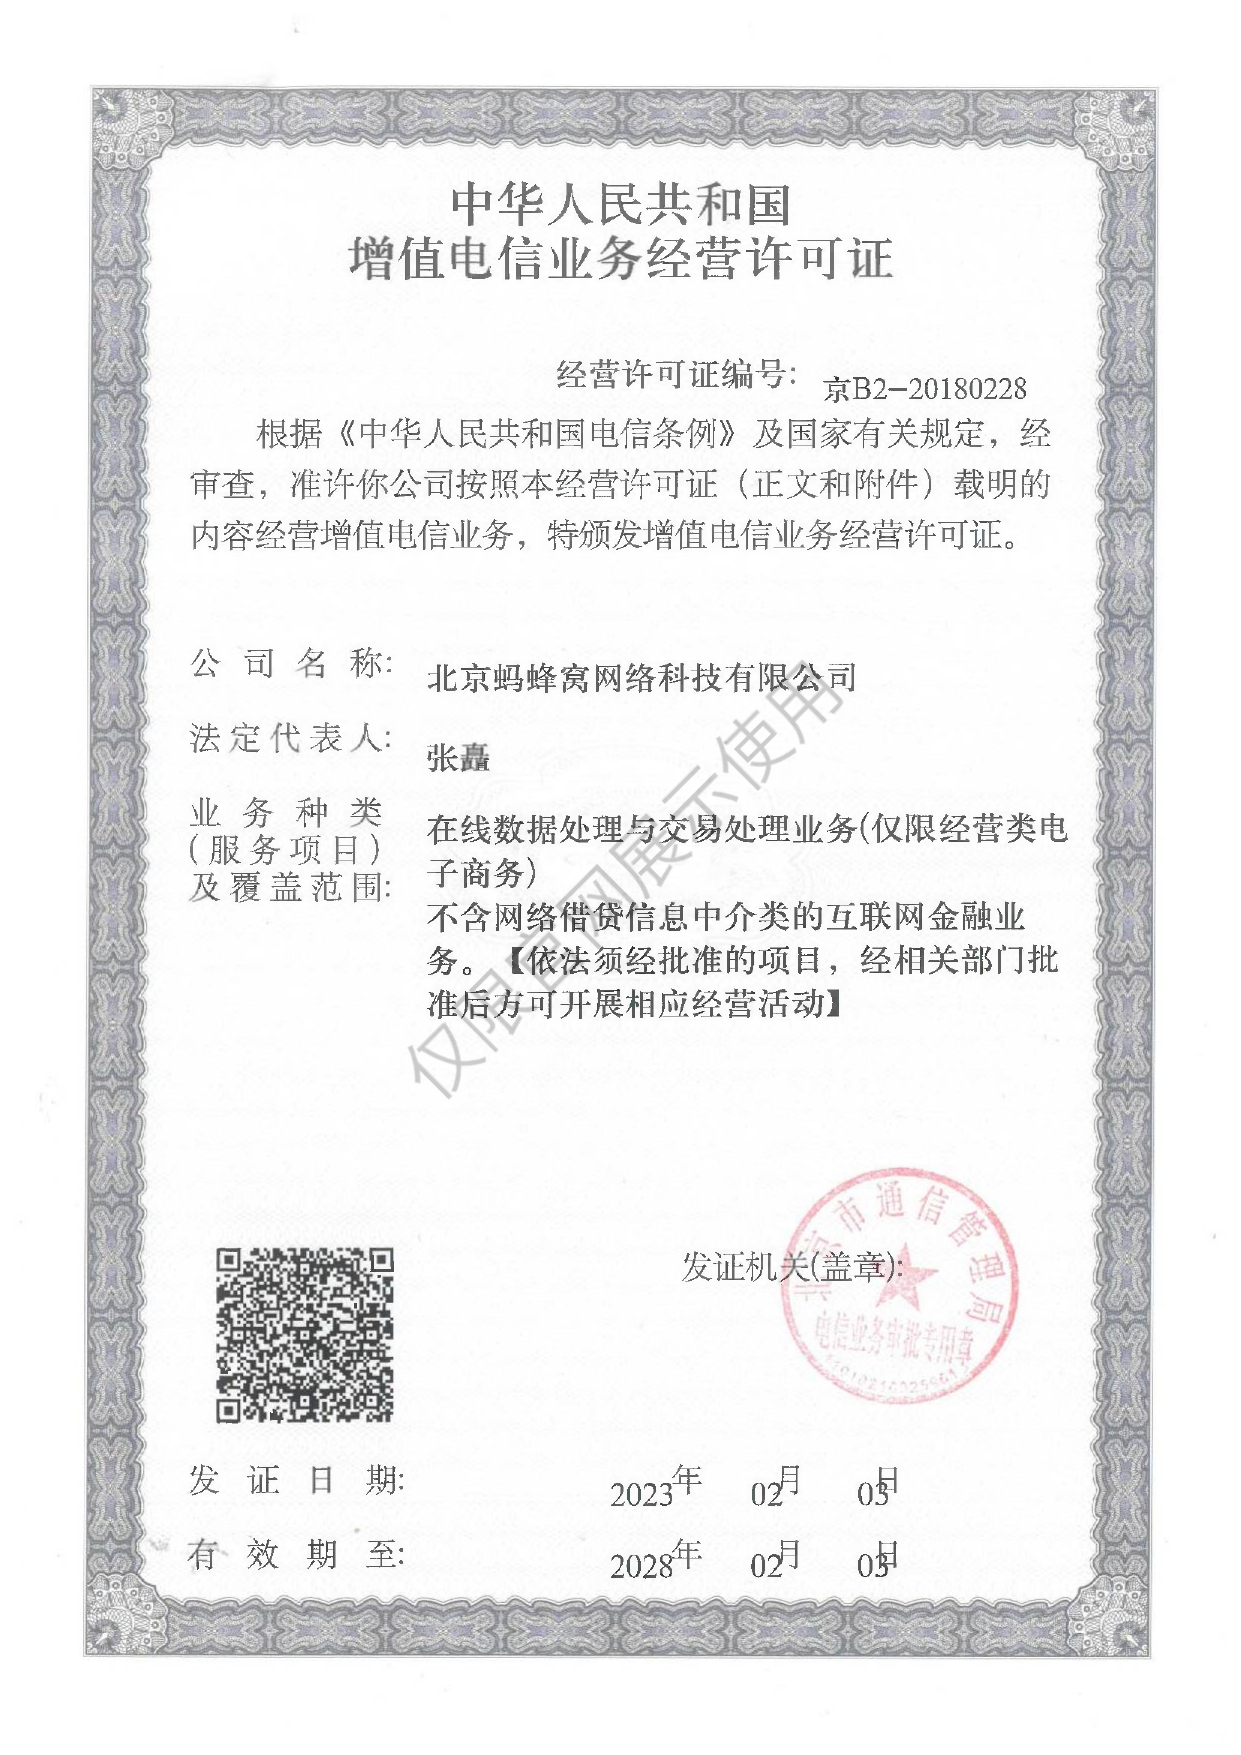 中华人民共和国
增值电信业务经营许可证
经营许可证编号: 京B2-20180228
根据《中华人民共和国电信条例》及国家有关规定，经
审查，准许你公司按照本经营许可证（正文和附件）载明的
内容经营增值电信业务，特颁发增值电信业务经营许可证。
公司名称: 北京蚂蜂窝网络科技有限公司
法定代表人: 张矗
业务种类
(服务项目)
及覆盖范围:
在线数据处理与交易处理业务(仅限经营类电
子商务)
不含网络借贷信息中介类的互联网金融业
务。【依法须经批准的项目，经相关部门批
准后方可开展相应经营活动】
仅限官网展示使用
发证机关(盖章):
北京市通信管理局
电信业务审批专用章
发证日期: 2023年 02月 03日
有效期至: 2028年 02月 03日